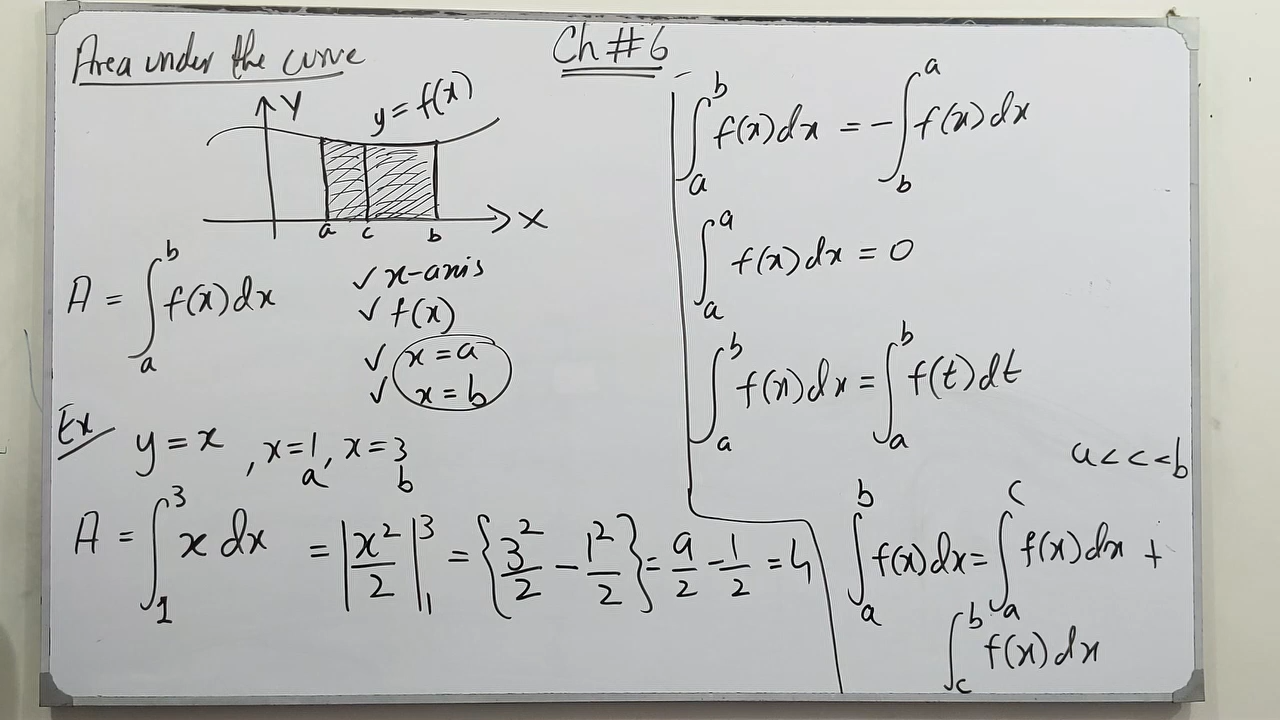 Area under the curve
Ch #6
Y
y = f(x)
a c b
X
A = ∫_a^b f(x) dx
✓ x-axis
✓ f(x)
✓ x = a
✓ x = b
Ex
y = x , x = 1, x = 3
a b
A = ∫_1^3 x dx = |x²/2|_1^3 = {3²/2 - 1²/2} = 9/2 - 1/2 = 4
∫_a^b f(x) dx = - ∫_b^a f(x) dx
∫_a^a f(x) dx = 0
∫_a^b f(x) dx = ∫_a^b f(t) dt
a < c < b
∫_a^b f(x) dx = ∫_a^c f(x) dx +
∫_c^b f(x) dx